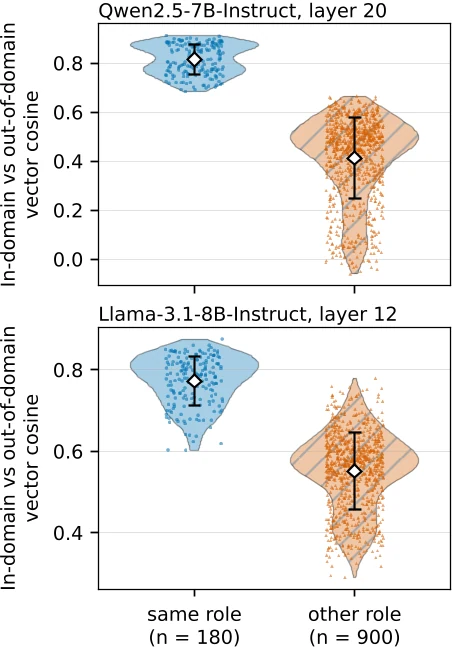 Qwen2.5-7B-Instruct, layer 20
In-domain vs out-of-domain
vector cosine
0.8
0.6
0.4
0.2
0.0
Llama-3.1-8B-Instruct, layer 12
In-domain vs out-of-domain
vector cosine
0.8
0.6
0.4
same role
(n = 180)
other role
(n = 900)